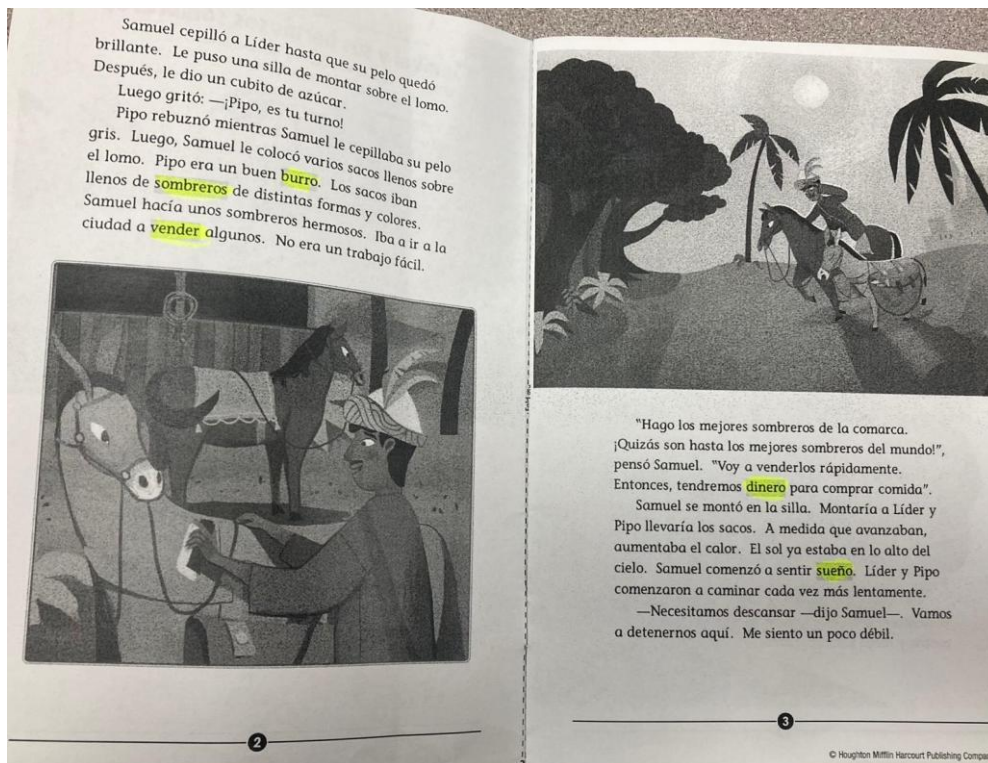 Samuel cepilló a Líder hasta que su pelo quedó
brillante. Le puso una silla de montar sobre el lomo.
Después, le dio un cubito de azúcar.
Luego gritó: —¡Pipo, es tu turno!
Pipo rebuznó mientras Samuel le cepillaba su pelo
gris. Luego, Samuel le colocó varios sacos llenos sobre
el lomo. Pipo era un buen burro. Los sacos iban
llenos de sombreros de distintas formas y colores.
Samuel hacía unos sombreros hermosos. Iba a ir a la
ciudad a vender algunos. No era un trabajo fácil.
2
"Hago los mejores sombreros de la comarca.
¡Quizás son hasta los mejores sombreros del mundo!",
pensó Samuel. "Voy a venderlos rápidamente.
Entonces, tendremos dinero para comprar comida".
Samuel se montó en la silla. Montaría a Líder y
Pipo llevaría los sacos. A medida que avanzaban,
aumentaba el calor. El sol ya estaba en lo alto del
cielo. Samuel comenzó a sentir sueño. Líder y Pipo
comenzaron a caminar cada vez más lentamente.
—Necesitamos descansar —dijo Samuel—. Vamos
a detenernos aquí. Me siento un poco débil.
3
© Houghton Mifflin Harcourt Publishing